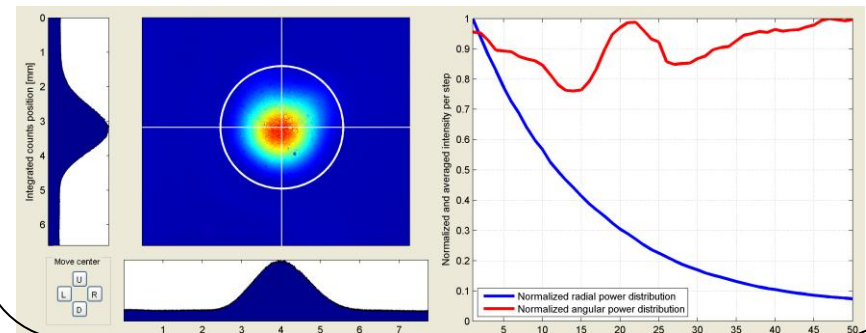 Integrated counts position [mm]
0
1
2
3
4
5
6
Move center
U
L R
D
1 2 3 4 5 6 7
Normalized and averaged intensity per step
1
0.9
0.8
0.7
0.6
0.5
0.4
0.3
0.2
0.1
0
5 10 15 20 25 30 35 40 45 50
Normalized radial power distribution
Normalized angular power distribution